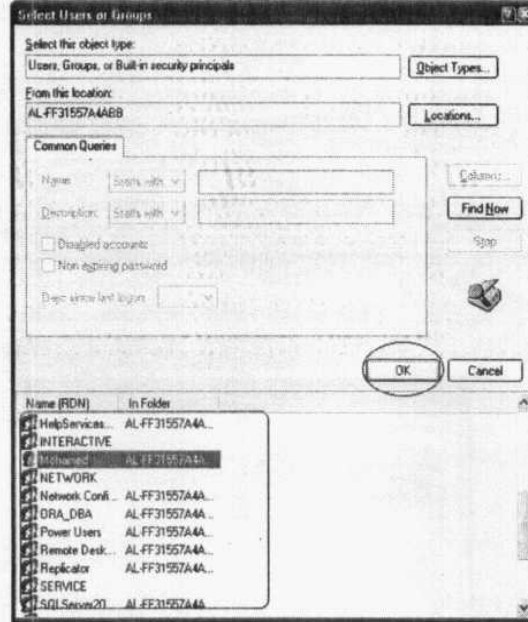 Select Users or Groups
Select this object type:
Users, Groups, or Built-in security principals
Object Types...
From this location:
AL-FF31557A4ABB
Locations...
Common Queries
Name: Starts with
Columns...
Description: Starts with
Find Now
Disabled accounts
Stop
Non expiring password
Days since last logon:
OK
Cancel
Name (RDN) In Folder
HelpServices... AL-FF31557A4A...
INTERACTIVE
Mohamed AL-FF31557A4A...
NETWORK
Network Confi... AL-FF31557A4A...
ORA_DBA AL-FF31557A4A...
Power Users AL-FF31557A4A...
Remote Desk... AL-FF31557A4A...
Replicator AL-FF31557A4A...
SERVICE
SQLServer20... AL-FF31557A4A...